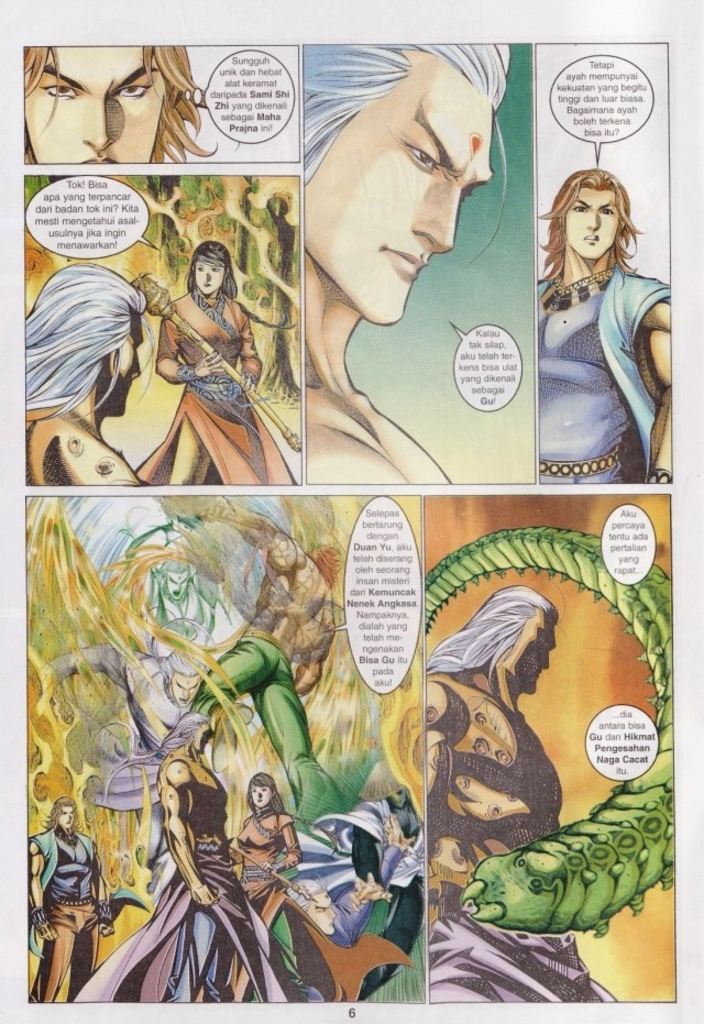 Sungguh
unik dan hebat
alat keramat
daripada Sami Shi
Zhi yang dikenali
sebagai Maha
Prajna ini!
Tok! Bisa
apa yang terpancar
dari badan tok ini? Kita
mesti mengetahui asal-
usulnya jika ingin
menawarkan!
Kalau
tak silap,
aku telah ter-
kena bisa ulat
yang dikenali
sebagai
Gu!
Tetapi
ayah mempunyai
kekuatan yang begitu
tinggi dan luar biasa.
Bagaimana ayah
boleh terkena
bisa itu?
Selepas
bertarung
dengan
Duan Yu, aku
telah diserang
oleh seorang
insan misteri
dari Kemuncak
Nenek Angkasa.
Nampaknya,
dialah yang
telah me-
ngenakan
Bisa Gu itu
pada
aku!
Aku
percaya
tentu ada
pertalian
yang
rapat...
...dia
antara bisa
Gu dan Hikmat
Pengesahan
Naga Cacat
itu.
6